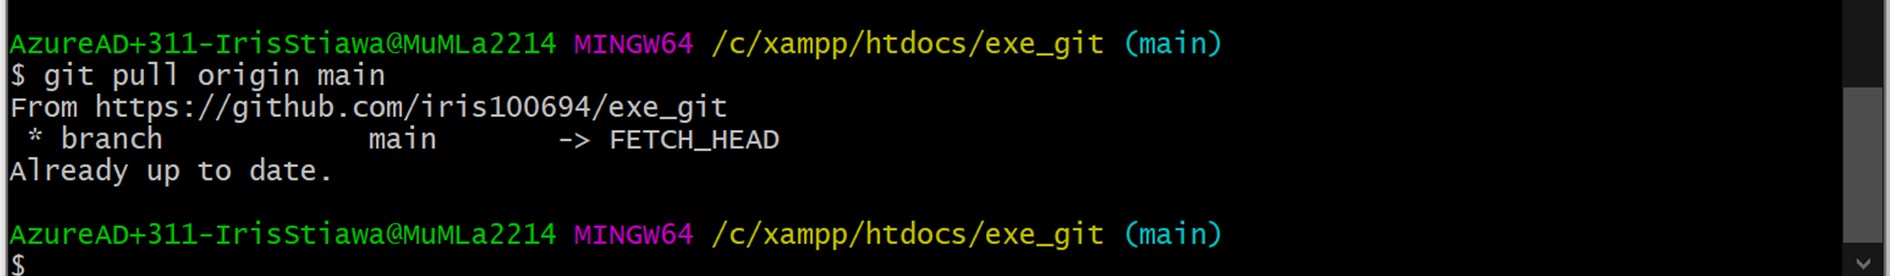 AzureAD+311-IrisStiawa@MuMLa2214 MINGW64 /c/xampp/htdocs/exe_git (main)
$ git pull origin main
From https://github.com/iris100694/exe_git
 * branch            main       -> FETCH_HEAD
Already up to date.

AzureAD+311-IrisStiawa@MuMLa2214 MINGW64 /c/xampp/htdocs/exe_git (main)
$